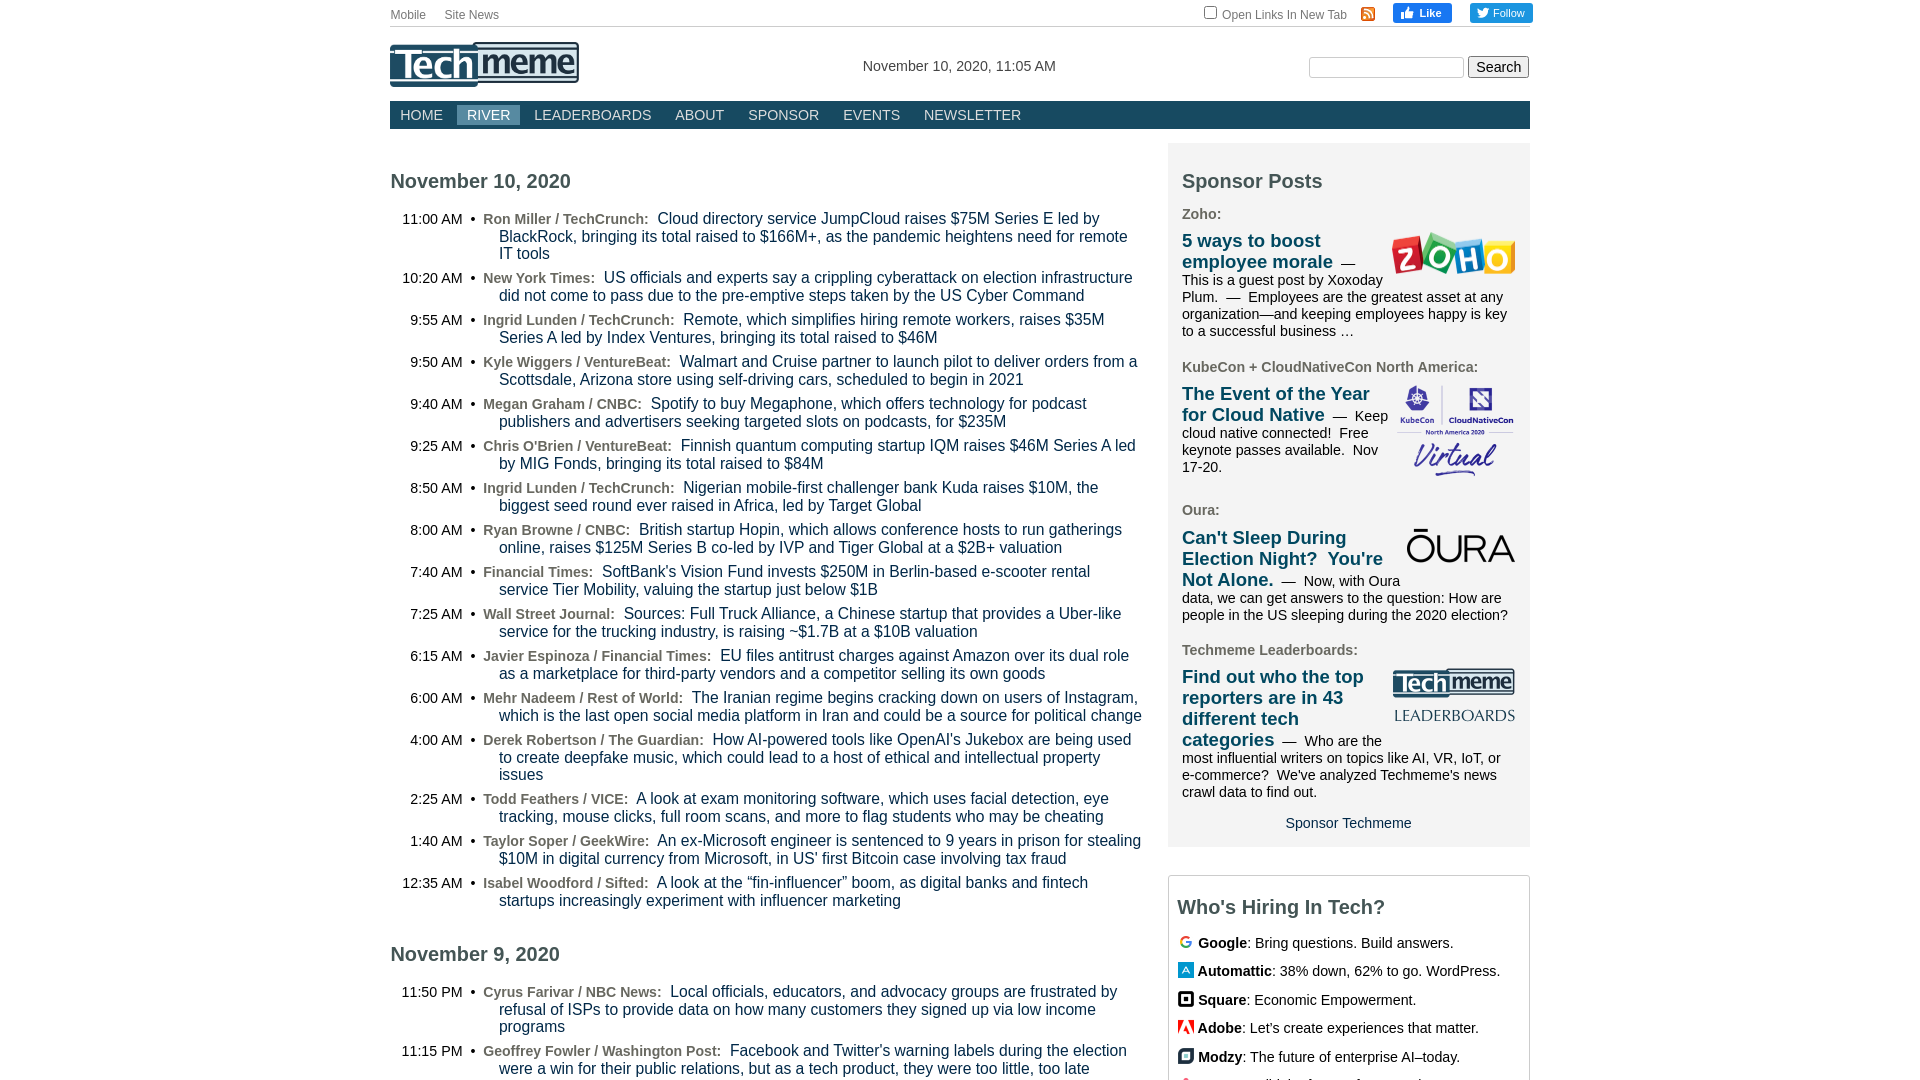 Mobile Site News Open Links In New Tab Like Follow
Techmeme November 10, 2020, 11:05 AM Search
HOME RIVER LEADERBOARDS ABOUT SPONSOR EVENTS NEWSLETTER
November 10, 2020
11:00 AM • Ron Miller / TechCrunch: Cloud directory service JumpCloud raises $75M Series E led by
BlackRock, bringing its total raised to $166M+, as the pandemic heightens need for remote
IT tools
10:20 AM • New York Times: US officials and experts say a crippling cyberattack on election infrastructure
did not come to pass due to the pre-emptive steps taken by the US Cyber Command
9:55 AM • Ingrid Lunden / TechCrunch: Remote, which simplifies hiring remote workers, raises $35M
Series A led by Index Ventures, bringing its total raised to $46M
9:50 AM • Kyle Wiggers / VentureBeat: Walmart and Cruise partner to launch pilot to deliver orders from a
Scottsdale, Arizona store using self-driving cars, scheduled to begin in 2021
9:40 AM • Megan Graham / CNBC: Spotify to buy Megaphone, which offers technology for podcast
publishers and advertisers seeking targeted slots on podcasts, for $235M
9:25 AM • Chris O'Brien / VentureBeat: Finnish quantum computing startup IQM raises $46M Series A led
by MIG Fonds, bringing its total raised to $84M
8:50 AM • Ingrid Lunden / TechCrunch: Nigerian mobile-first challenger bank Kuda raises $10M, the
biggest seed round ever raised in Africa, led by Target Global
8:00 AM • Ryan Browne / CNBC: British startup Hopin, which allows conference hosts to run gatherings
online, raises $125M Series B co-led by IVP and Tiger Global at a $2B+ valuation
7:40 AM • Financial Times: SoftBank's Vision Fund invests $250M in Berlin-based e-scooter rental
service Tier Mobility, valuing the startup just below $1B
7:25 AM • Wall Street Journal: Sources: Full Truck Alliance, a Chinese startup that provides a Uber-like
service for the trucking industry, is raising ~$1.7B at a $10B valuation
6:15 AM • Javier Espinoza / Financial Times: EU files antitrust charges against Amazon over its dual role
as a marketplace for third-party vendors and a competitor selling its own goods
6:00 AM • Mehr Nadeem / Rest of World: The Iranian regime begins cracking down on users of Instagram,
which is the last open social media platform in Iran and could be a source for political change
4:00 AM • Derek Robertson / The Guardian: How AI-powered tools like OpenAI's Jukebox are being used
to create deepfake music, which could lead to a host of ethical and intellectual property
issues
2:25 AM • Todd Feathers / VICE: A look at exam monitoring software, which uses facial detection, eye
tracking, mouse clicks, full room scans, and more to flag students who may be cheating
1:40 AM • Taylor Soper / GeekWire: An ex-Microsoft engineer is sentenced to 9 years in prison for stealing
$10M in digital currency from Microsoft, in US' first Bitcoin case involving tax fraud
12:35 AM • Isabel Woodford / Sifted: A look at the “fin-influencer” boom, as digital banks and fintech
startups increasingly experiment with influencer marketing
November 9, 2020
11:50 PM • Cyrus Farivar / NBC News: Local officials, educators, and advocacy groups are frustrated by
refusal of ISPs to provide data on how many customers they signed up via low income
programs
11:15 PM • Geoffrey Fowler / Washington Post: Facebook and Twitter's warning labels during the election
were a win for their public relations, but as a tech product, they were too little, too late
Sponsor Posts
Zoho:
ZOHO
5 ways to boost
employee morale —
This is a guest post by Xoxoday
Plum. — Employees are the greatest asset at any
organization—and keeping employees happy is key
to a successful business …
KubeCon + CloudNativeCon North America:
The Event of the Year
for Cloud Native — Keep
cloud native connected! Free
keynote passes available. Nov
17-20.
KubeCon CloudNativeCon
North America 2020
Virtual
Oura:
ŌURA
Can't Sleep During
Election Night? You're
Not Alone. — Now, with Oura
data, we can get answers to the question: How are
people in the US sleeping during the 2020 election?
Techmeme Leaderboards:
Techmeme
LEADERBOARDS
Find out who the top
reporters are in 43
different tech
categories — Who are the
most influential writers on topics like AI, VR, IoT, or
e-commerce? We've analyzed Techmeme's news
crawl data to find out.
Sponsor Techmeme
Who's Hiring In Tech?
Google: Bring questions. Build answers.
Automattic: 38% down, 62% to go. WordPress.
Square: Economic Empowerment.
Adobe: Let’s create experiences that matter.
Modzy: The future of enterprise AI–today.